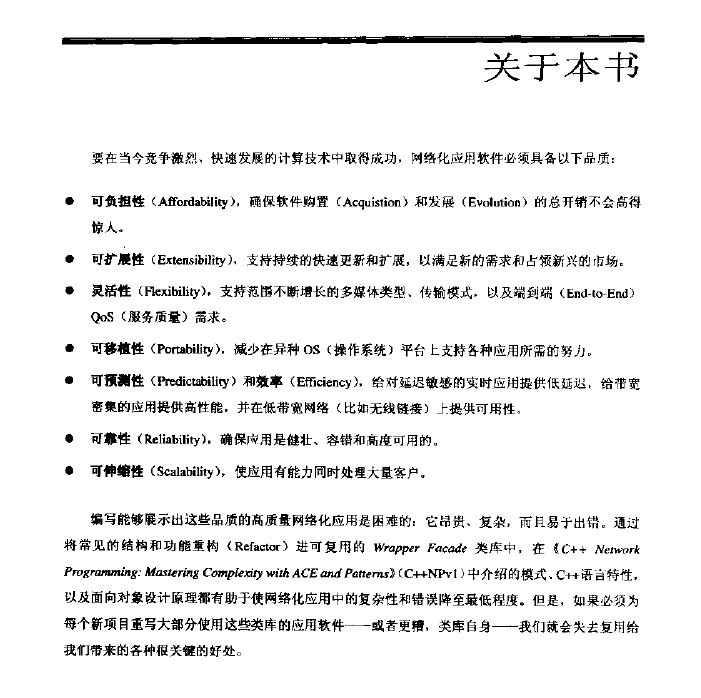 关于本书
要在当今竞争激烈、快速发展的计算技术中取得成功，网络化应用软件必须具备以下品质：
● 可负担性（Affordability），确保软件购置（Acquistion）和发展（Evolution）的总开销不会高得
惊人。
● 可扩展性（Extensibility），支持持续的快速更新和扩展，以满足新的需求和占领新兴的市场。
● 灵活性（Flexibility），支持范围不断增长的多媒体类型、传输模式，以及端到端（End-to-End）
QoS（服务质量）需求。
● 可移植性（Portability），减少在异种 OS（操作系统）平台上支持各种应用所需的努力。
● 可预测性（Predictability）和效率（Efficiency），给对延迟敏感的实时应用提供低延迟，给带宽
密集的应用提供高性能，并在低带宽网络（比如无线链接）上提供可用性。
● 可靠性（Reliability），确保应用是健壮、容错和高度可用的。
● 可伸缩性（Scalability），使应用有能力同时处理大量客户。
编写能够展示出这些品质的高质量网络化应用是困难的：它昂贵、复杂，而且易于出错。通过
将常见的结构和功能重构（Refactor）进可复用的 Wrapper Facade 类库中，在《C++ Network
Programming: Mastering Complexity with ACE and Patterns》（C++NPv1）中介绍的模式、C++语言特性，
以及面向对象设计原理都有助于使网络化应用中的复杂性和错误降至最低程度。但是，如果必须为
每个新项目重写大部分使用这些类库的应用软件——或者更糟，类库自身——我们就会失去复用给
我们带来的各种很关键的好处。